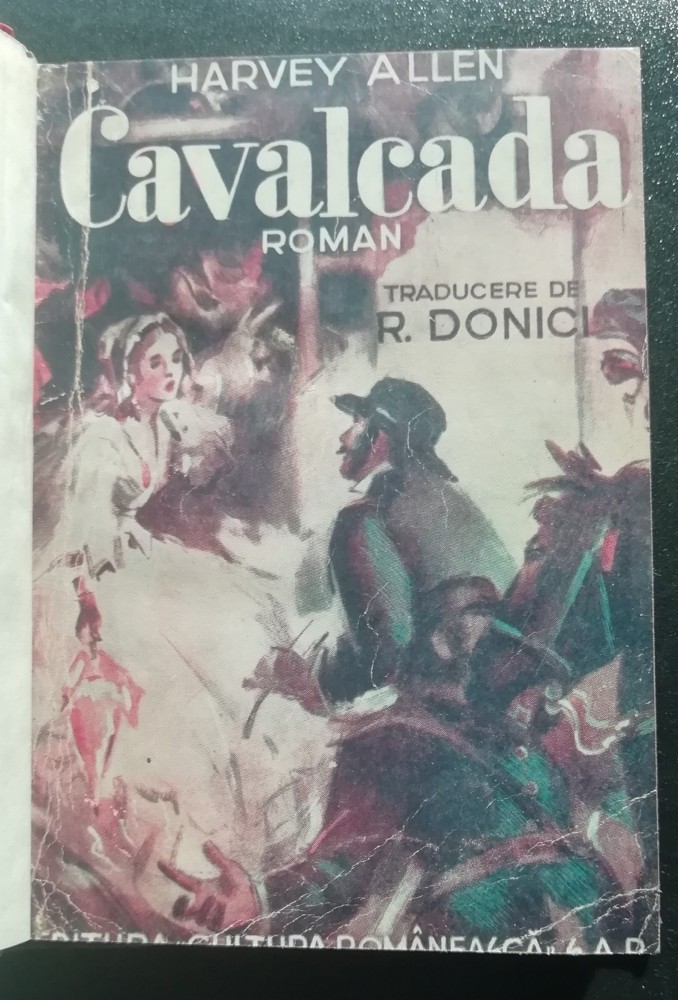 HARVEY ALLEN
Cavalcada
ROMAN
TRADUCERE DE
R. DONICI
EDITURA „CULTURA ROMÂNEASCĂ" S.A.R.